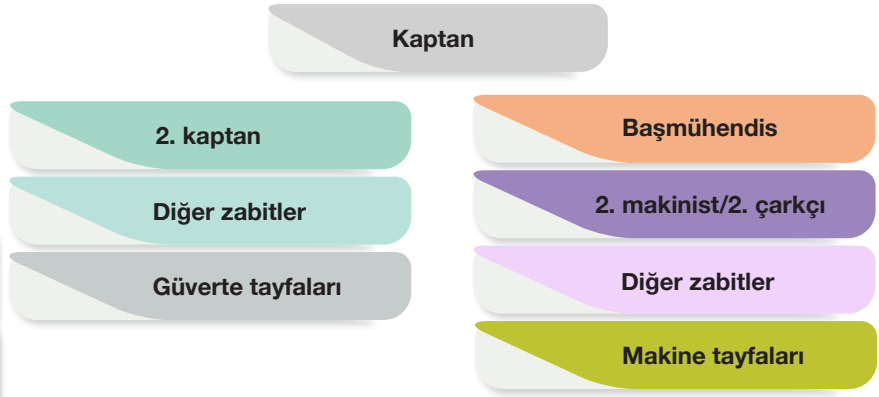 Kaptan
2. kaptan
Diğer zabitler
Güverte tayfaları
Başmühendis
2. makinist/2. çarkçı
Diğer zabitler
Makine tayfaları